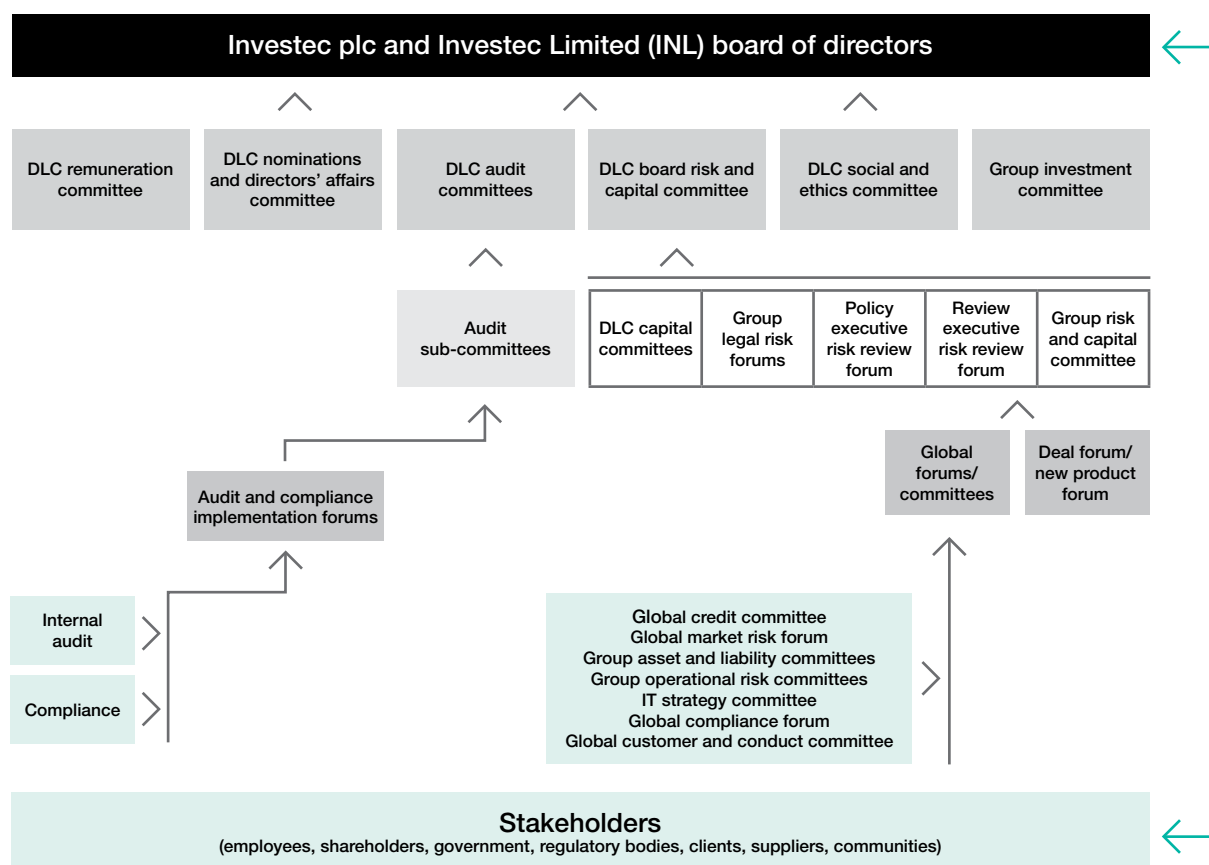 Investec plc and Investec Limited (INL) board of directors
DLC remuneration
committee
DLC nominations
and directors’ affairs
committee
DLC audit
committees
DLC board risk and
capital committee
DLC social and
ethics committee
Group investment
committee
Audit
sub-committees
DLC capital
committees
Group
legal risk
forums
Policy
executive
risk review
forum
Review
executive
risk review
forum
Group risk
and capital
committee
Global
forums/
committees
Deal forum/
new product
forum
Audit and compliance
implementation forums
Internal
audit
Compliance
Global credit committee
Global market risk forum
Group asset and liability committees
Group operational risk committees
IT strategy committee
Global compliance forum
Global customer and conduct committee
Stakeholders
(employees, shareholders, government, regulatory bodies, clients, suppliers, communities)